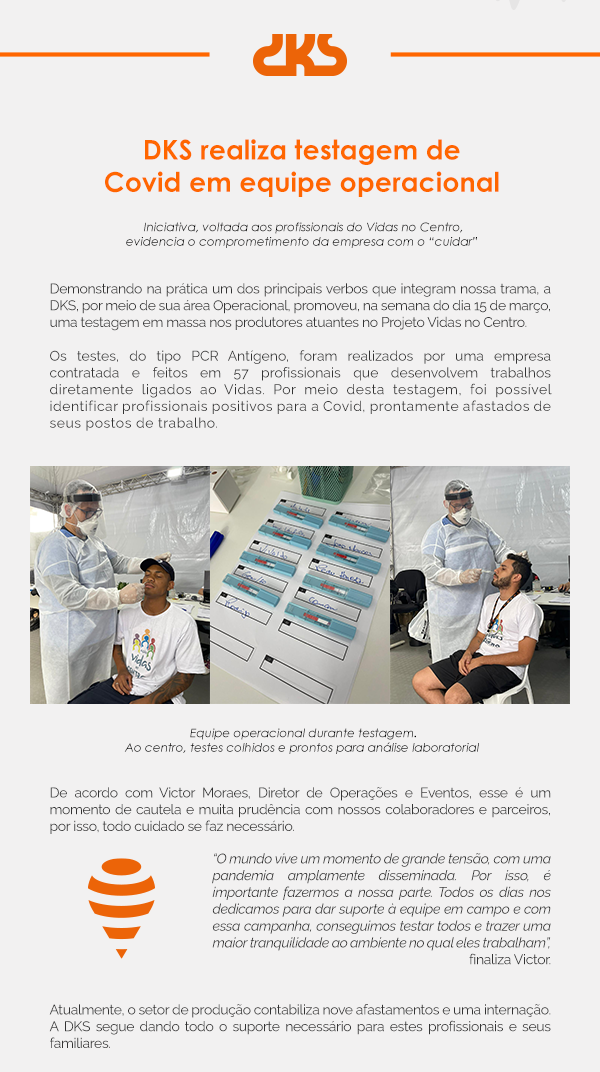 DKS
DKS realiza testagem de
Covid em equipe operacional
Iniciativa, voltada aos profissionais do Vidas no Centro,
evidencia o comprometimento da empresa com o “cuidar”
Demonstrando na prática um dos principais verbos que integram nossa trama, a
DKS, por meio de sua área Operacional, promoveu, na semana do dia 15 de março,
uma testagem em massa nos produtores atuantes no Projeto Vidas no Centro.
Os testes, do tipo PCR Antígeno, foram realizados por uma empresa
contratada e feitos em 57 profissionais que desenvolvem trabalhos
diretamente ligados ao Vidas. Por meio desta testagem, foi possível
identificar profissionais positivos para a Covid, prontamente afastados de
seus postos de trabalho.
vidas
Equipe operacional durante testagem.
Ao centro, testes colhidos e prontos para análise laboratorial
De acordo com Victor Moraes, Diretor de Operações e Eventos, esse é um
momento de cautela e muita prudência com nossos colaboradores e parceiros,
por isso, todo cuidado se faz necessário.
“O mundo vive um momento de grande tensão, com uma
pandemia amplamente disseminada. Por isso, é
importante fazermos a nossa parte. Todos os dias nos
dedicamos para dar suporte à equipe em campo e com
essa campanha, conseguimos testar todos e trazer uma
maior tranquilidade ao ambiente no qual eles trabalham”,
finaliza Victor.
Atualmente, o setor de produção contabiliza nove afastamentos e uma internação.
A DKS segue dando todo o suporte necessário para estes profissionais e seus
familiares.